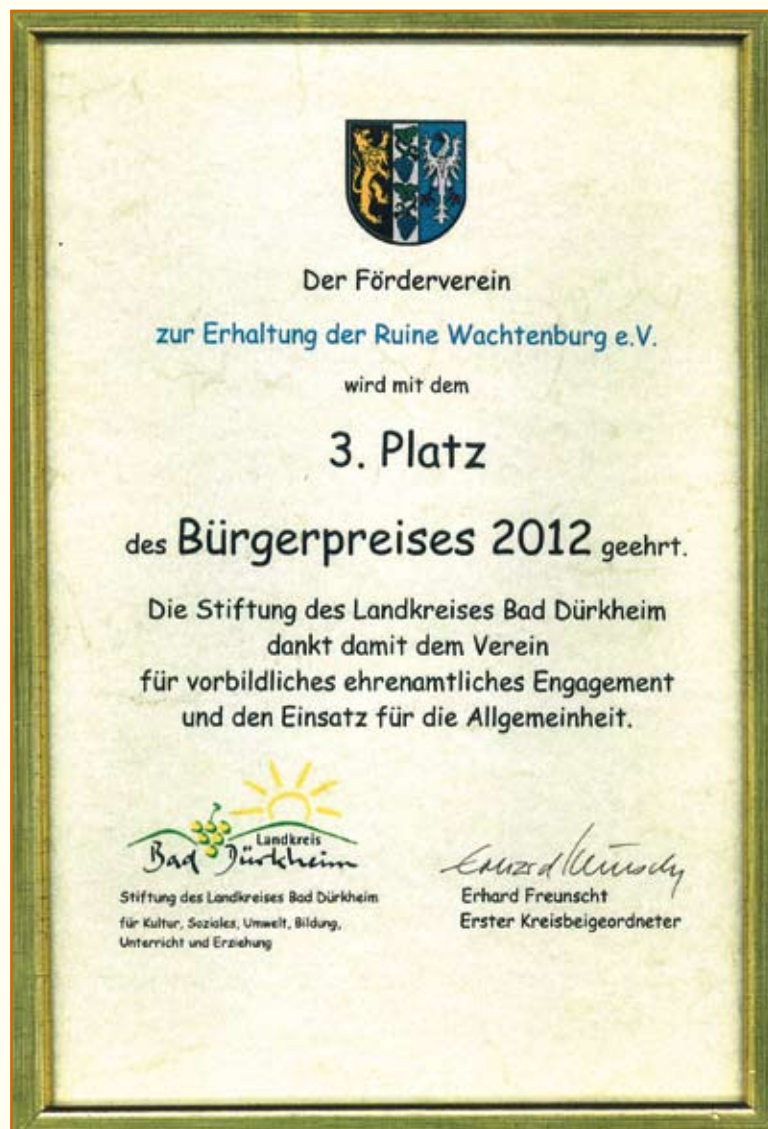 Der Förderverein
zur Erhaltung der Ruine Wachtenburg e.V.
wird mit dem
3. Platz
des Bürgerpreises 2012 geehrt.
Die Stiftung des Landkreises Bad Dürkheim
dankt damit dem Verein
für vorbildliches ehrenamtliches Engagement
und den Einsatz für die Allgemeinheit.
Landkreis
Bad Dürkheim
Stiftung des Landkreises Bad Dürkheim
für Kultur, Soziales, Umwelt, Bildung,
Unterricht und Erziehung
Erhard Freunscht
Erster Kreisbeigeordneter